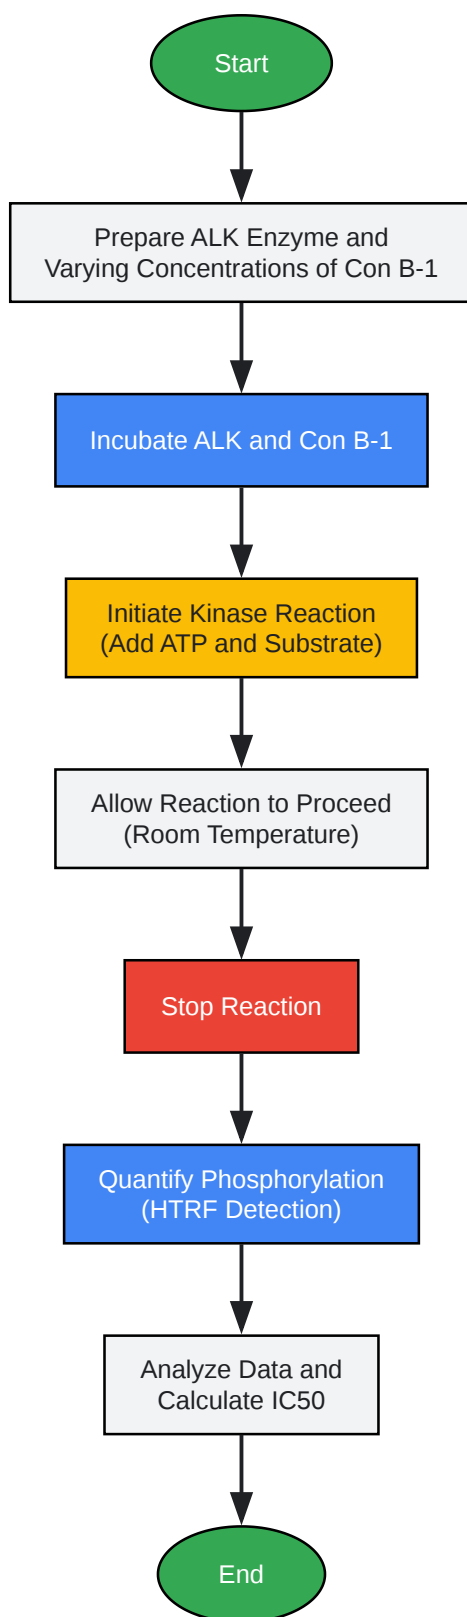 Start
Prepare ALK Enzyme and
Varying Concentrations of Con B-1
Incubate ALK and Con B-1
Initiate Kinase Reaction
(Add ATP and Substrate)
Allow Reaction to Proceed
(Room Temperature)
Stop Reaction
Quantify Phosphorylation
(HTRF Detection)
Analyze Data and
Calculate IC50
End